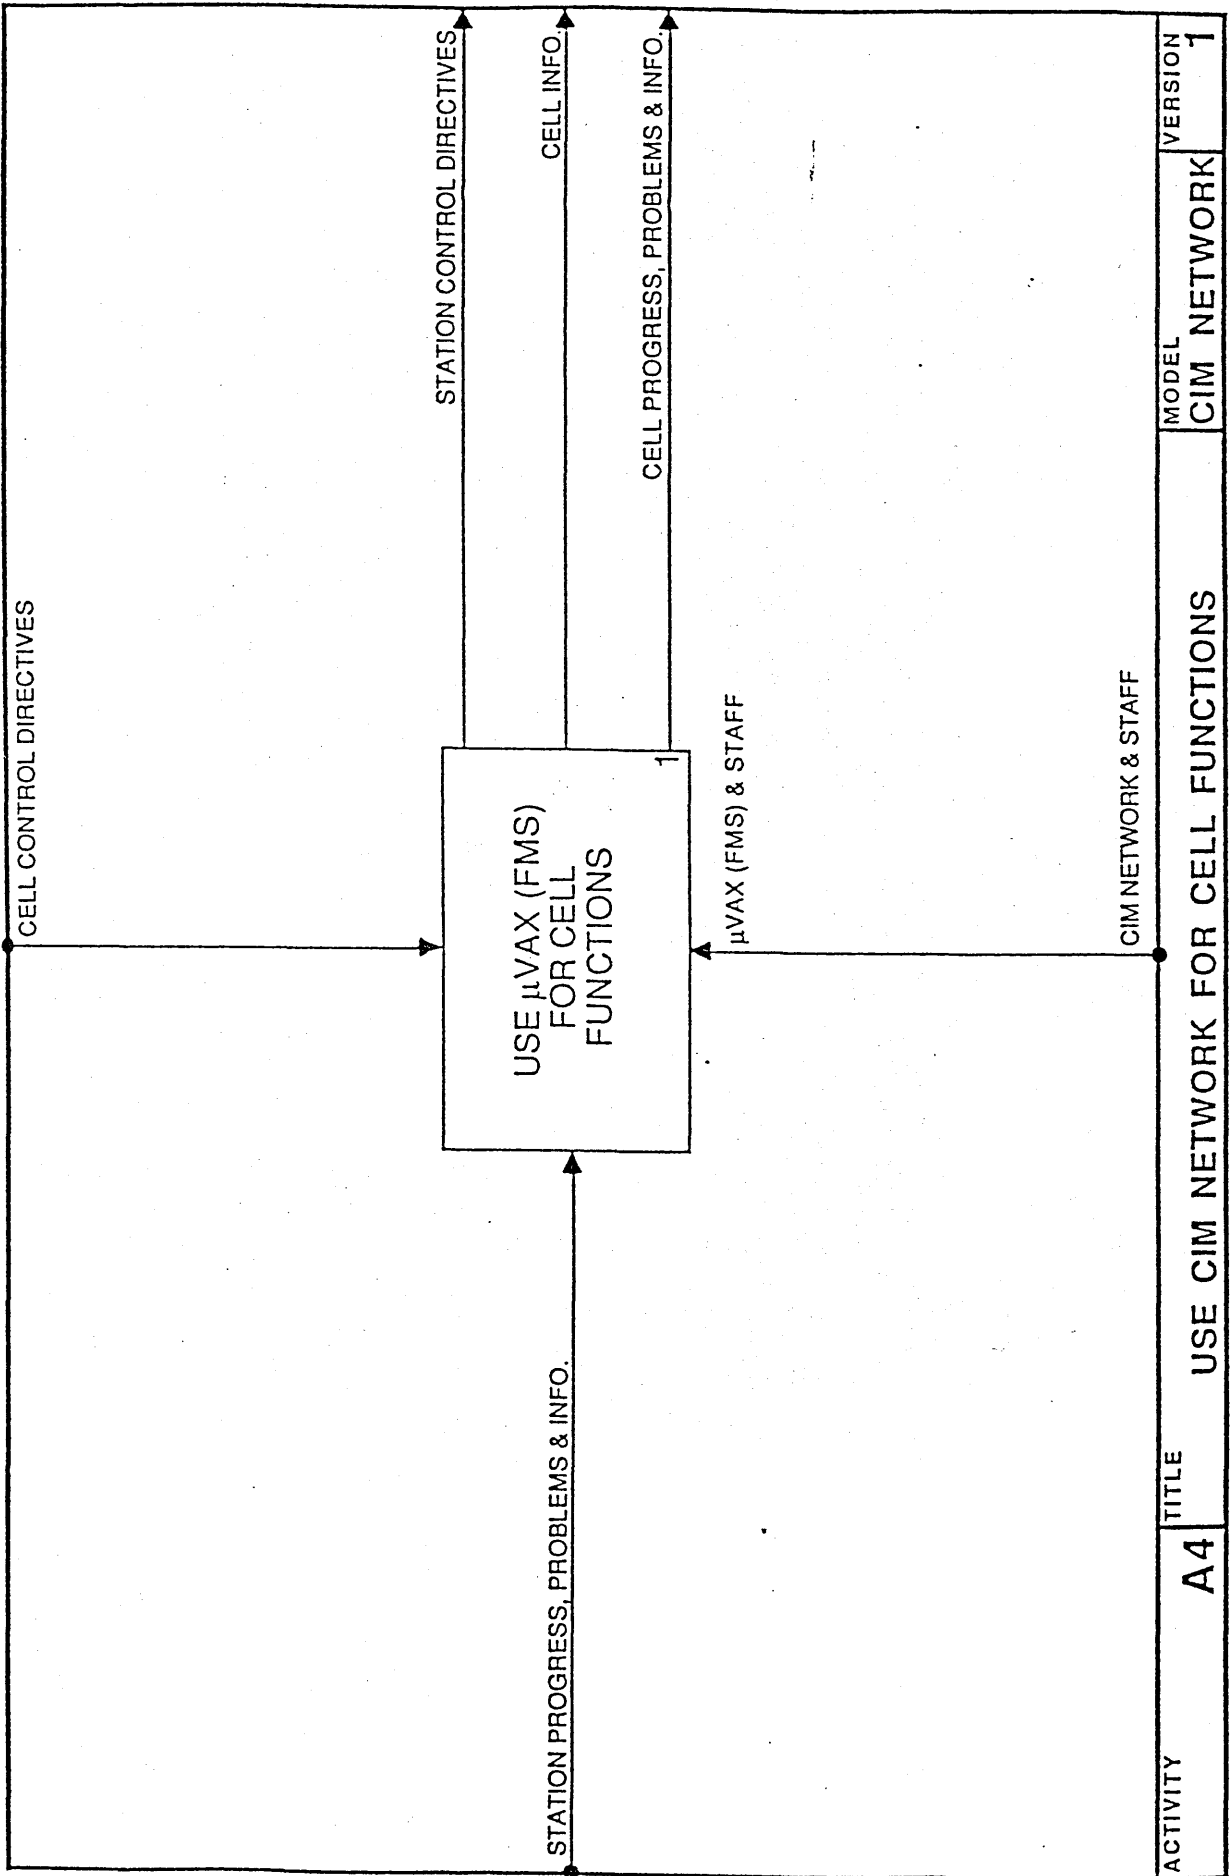 CELL CONTROL DIRECTIVES
STATION CONTROL DIRECTIVES
CELL INFO.
CELL PROGRESS, PROBLEMS & INFO.
USE µVAX (FMS)
FOR CELL
FUNCTIONS
1
STATION PROGRESS, PROBLEMS & INFO.
µVAX (FMS) & STAFF
CIM NETWORK & STAFF
ACTIVITY
A4
TITLE
USE CIM NETWORK FOR CELL FUNCTIONS
MODEL
CIM NETWORK
VERSION
1